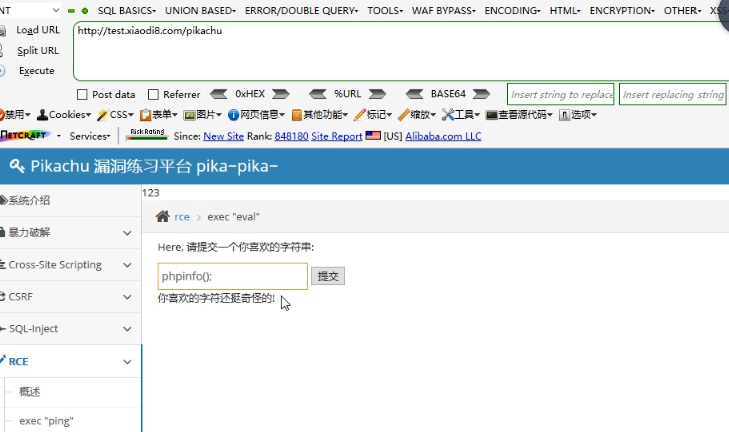 NT SQL BASICS UNION BASED ERROR/DOUBLE QUERY TOOLS WAF BYPASS ENCODING HTML ENCRYPTION OTHER XSS
Load URL http://test.xiaodi8.com/pikachu
Split URL
Execute
Post data Referrer 0xHEX %URL BASE64 Insert string to replace Insert replacing string
禁用 Cookies CSS 表单 图片 网页信息 其他功能 标记 缩放 工具 查看源代码 选项
NETCRAFT Services Risk Rating Since: New Site Rank: 848180 Site Report [US] Alibaba.com LLC
Pikachu 漏洞练习平台 pika~pika~
系统介绍 123
rce > exec "eval"
暴力破解
Here, 请提交一个你喜欢的字符串:
Cross-Site Scripting
phpinfo(); 提交
CSRF 你喜欢的字符还挺奇怪的!
SQL-Inject
RCE
概述
exec "ping"